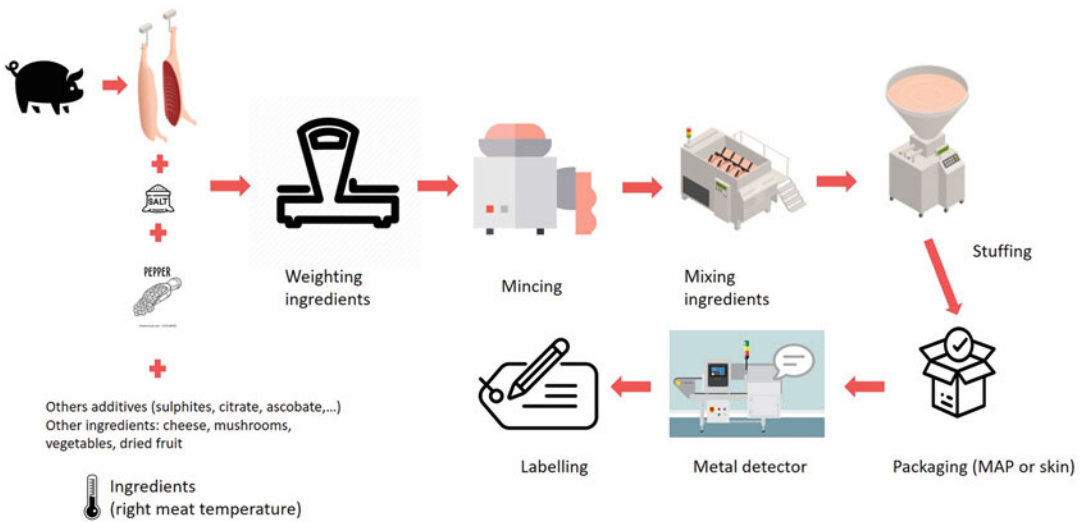 SALT
PEPPER
Others additives (sulphites, citrate, ascobate,...)
Other ingredients: cheese, mushrooms,
vegetables, dried fruit
Ingredients
(right meat temperature)
Weighting
ingredients
Mincing
Mixing
ingredients
Stuffing
Packaging (MAP or skin)
Metal detector
Labelling